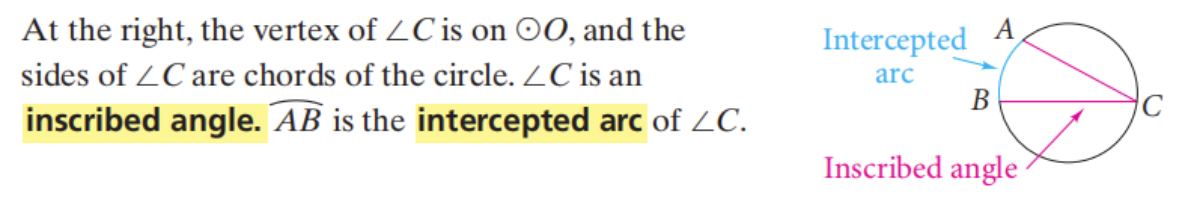 At the right, the vertex of ∠C is on ⊙O, and the
sides of ∠C are chords of the circle. ∠C is an
inscribed angle. A͡B is the intercepted arc of ∠C.
Intercepted
arc
A
B
C
Inscribed angle